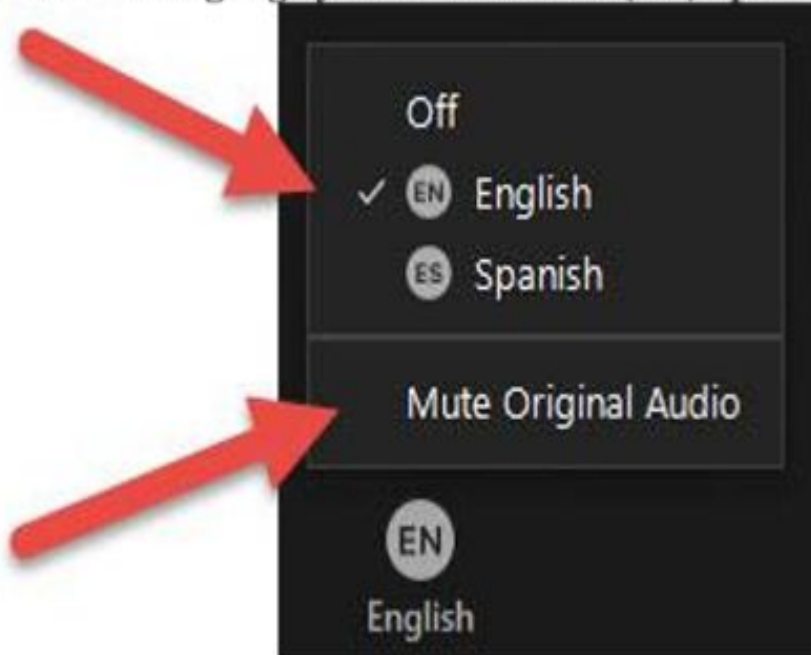 Off
EN English
ES Spanish
Mute Original Audio
EN
English